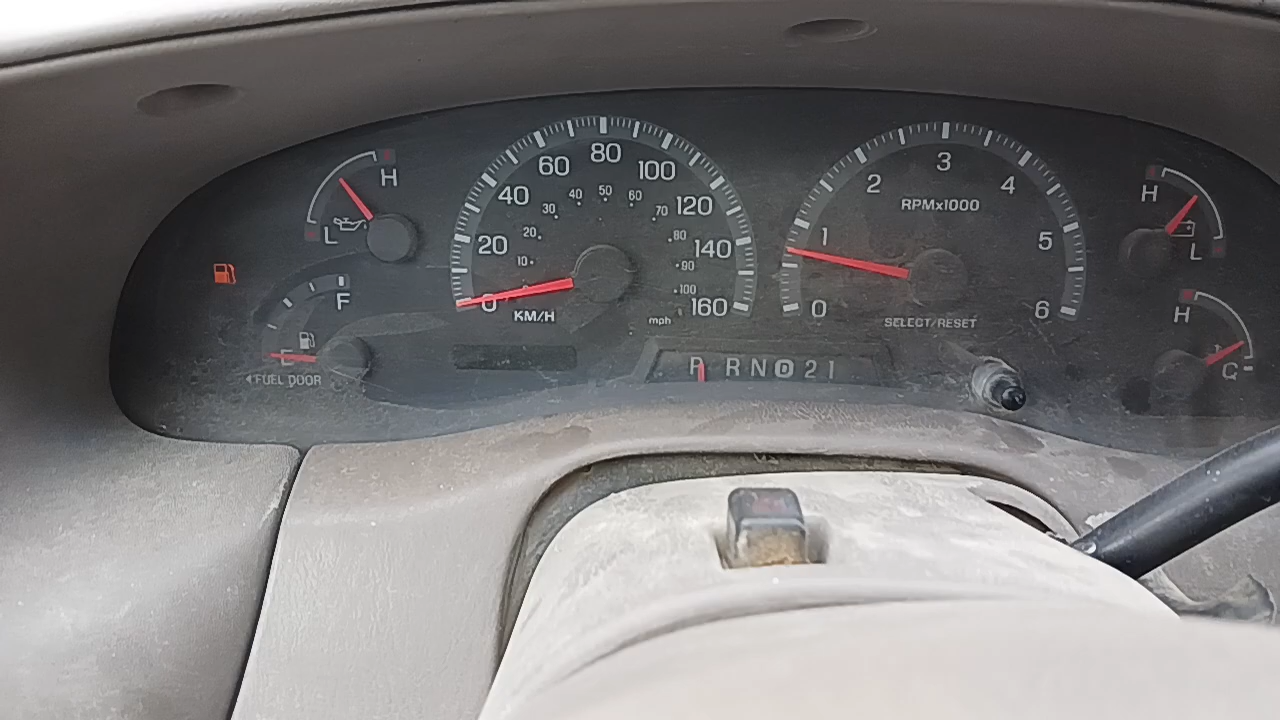 H
L
F
E
FUEL DOOR
0 20 40 60 80 100 120 140 160
10 20 30 40 50 60 70 80 90 100
KM/H
mph
P R N D 2 1
0 1 2 3 4 5 6
RPMx1000
SELECT/RESET
H
L
H
C